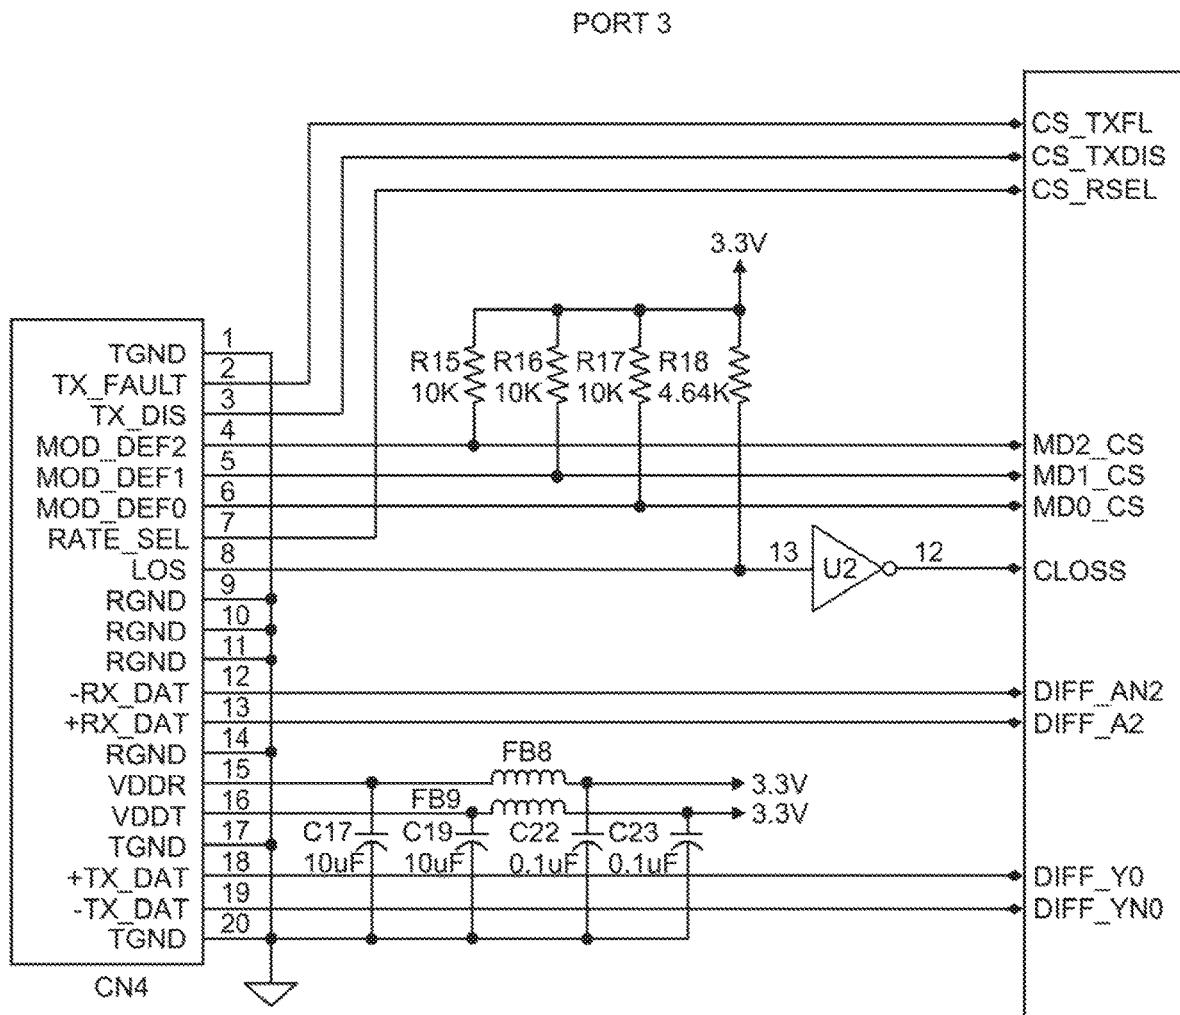 PORT 3
CS_TXFL
CS_TXDIS
CS_RSEL
3.3V
R15 R16 R17 R18
10K 10K 10K 4.64K
TGND 1
TX_FAULT 2
TX_DIS 3
MOD_DEF2 4 MD2_CS
MOD_DEF1 5 MD1_CS
MOD_DEF0 6 MD0_CS
RATE_SEL 7
LOS 8 13 U2 12 CLOSS
RGND 9
RGND 10
RGND 11
-RX_DAT 12 DIFF_AN2
+RX_DAT 13 DIFF_A2
RGND 14
FB8
VDDR 15 3.3V
FB9
VDDT 16 3.3V
TGND 17
C17 C19 C22 C23
10uF 10uF 0.1uF 0.1uF
+TX_DAT 18 DIFF_Y0
-TX_DAT 19 DIFF_YN0
TGND 20
CN4